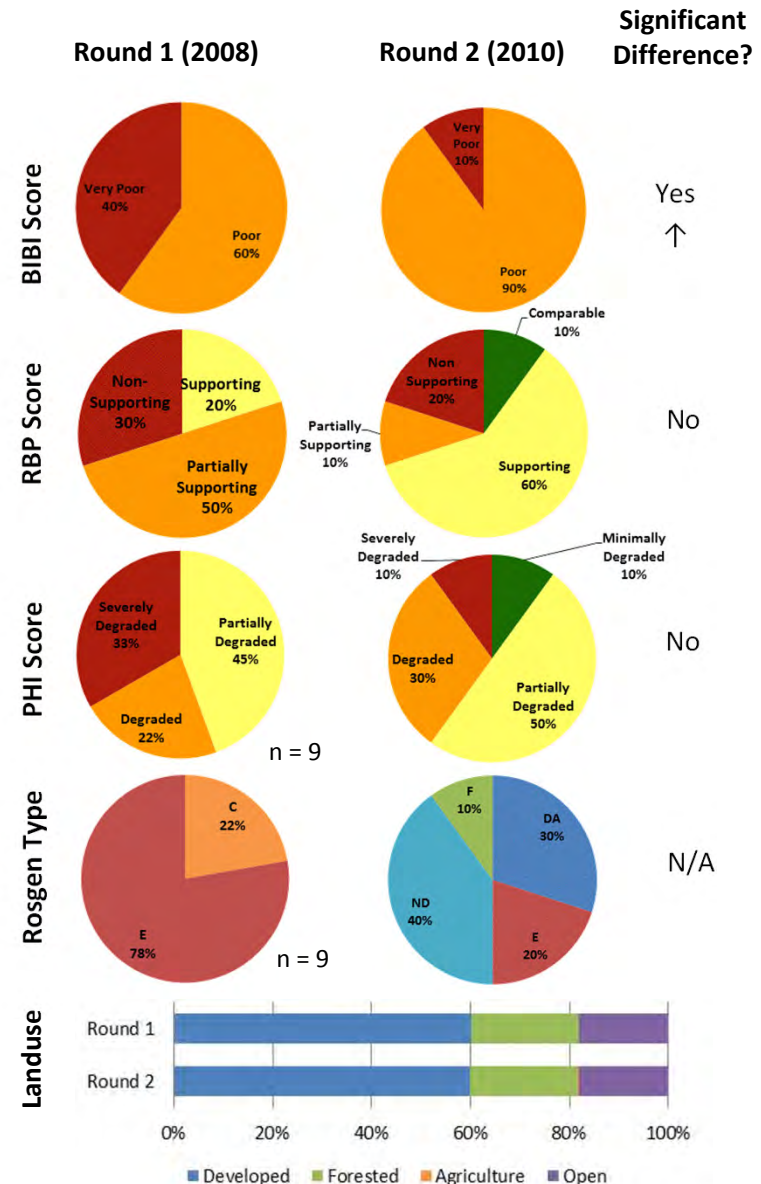 Significant
Difference?
Round 1 (2008)
Round 2 (2010)
BIBI Score
Very Poor
40%
Poor
60%
Very
Poor
10%
Poor
90%
Yes
↑
RBP Score
Non-
Supporting
30%
Supporting
20%
Partially
Supporting
50%
Comparable
10%
Non
Supporting
20%
Partially
Supporting
10%
Supporting
60%
No
PHI Score
Severely
Degraded
33%
Partially
Degraded
45%
Degraded
22%
n = 9
Severely
Degraded
10%
Minimally
Degraded
10%
Degraded
30%
Partially
Degraded
50%
No
Rosgen Type
C
22%
E
78%
n = 9
F
10%
DA
30%
ND
40%
E
20%
N/A
Landuse
Round 1
Round 2
0% 20% 40% 60% 80% 100%
Developed Forested Agriculture Open